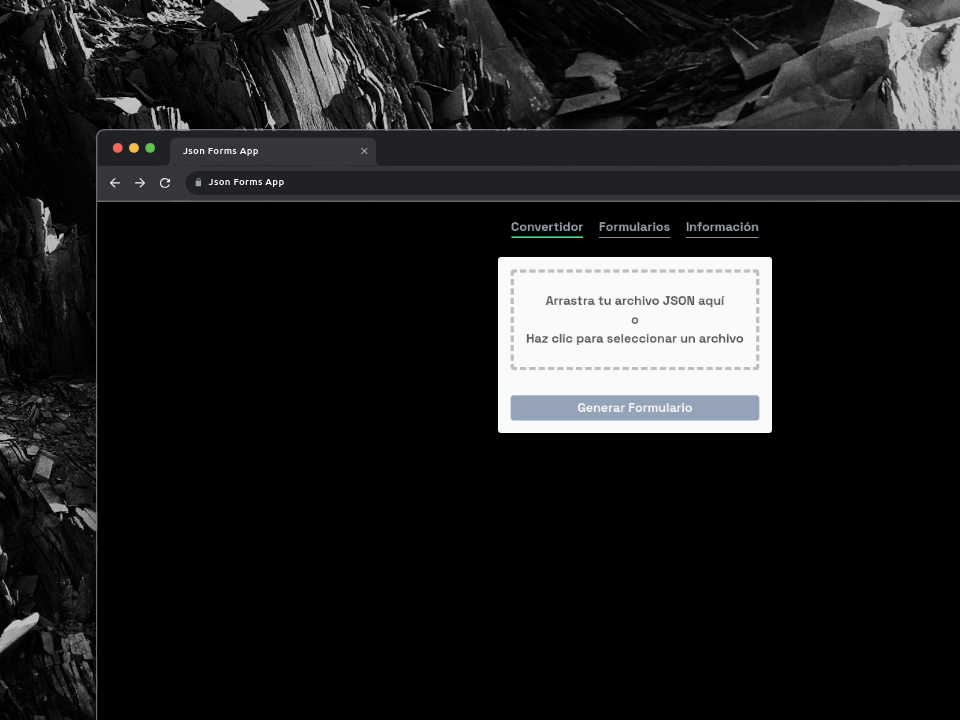 Json Forms App
Json Forms App
Convertidor Formularios Información
Arrastra tu archivo JSON aquí
o
Haz clic para seleccionar un archivo
Generar Formulario